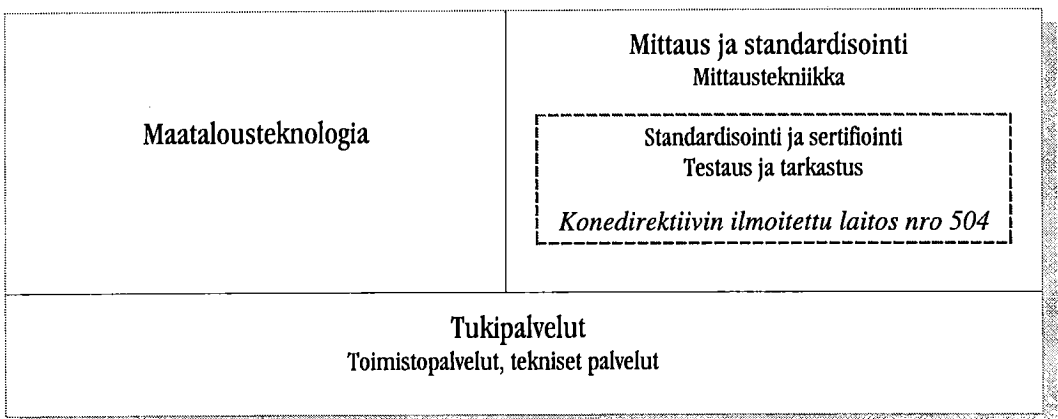 Maatalousteknologia
Mittaus ja standardisointi
Mittaustekniikka
Standardisointi ja sertifiointi
Testaus ja tarkastus
Konedirektiivin ilmoitettu laitos nro 504
Tukipalvelut
Toimistopalvelut, tekniset palvelut